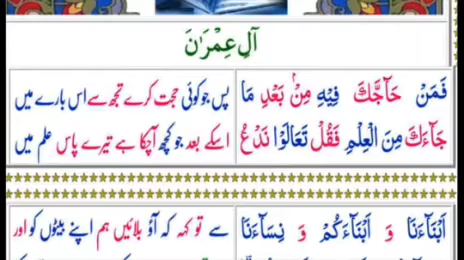 آلِ عِمْرٰنَ
فَمَنْ حَآجَّكَ فِيْهِ مِنْۢ بَعْدِ مَا
پس جو کوئی حجت کرے تجھ سے اس بارے میں
جَآءَكَ مِنَ الْعِلْمِ فَقُلْ تَعَالَوْا نَدْعُ
اسکے بعد جو کچھ آچکا ہے تیرے پاس علم میں
اَبْنَآءَنَا وَ اَبْنَآءَكُمْ وَ نِسَآءَنَا
سے تو کہہ کہ آؤ بلائیں ہم اپنے بیٹوں کو اور